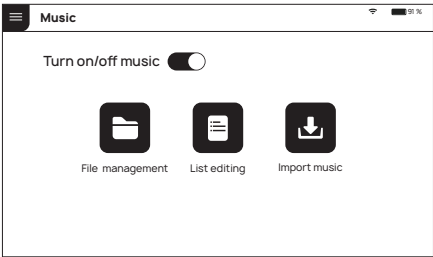 Music
91 %
Turn on/off music
File management
List editing
Import music